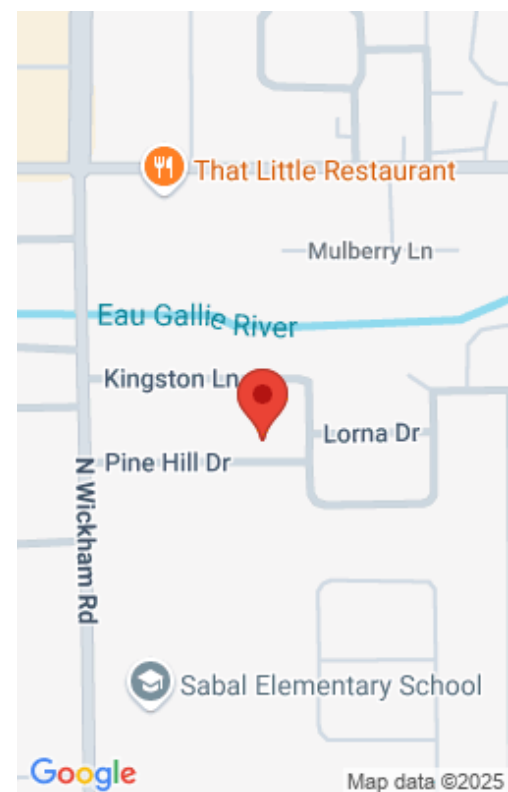 That Little Restaurant
Mulberry Ln
Eau Gallie River
Kingston Ln
Lorna Dr
Pine Hill Dr
N Wickham Rd
Sabal Elementary School
Google
Map data ©2025